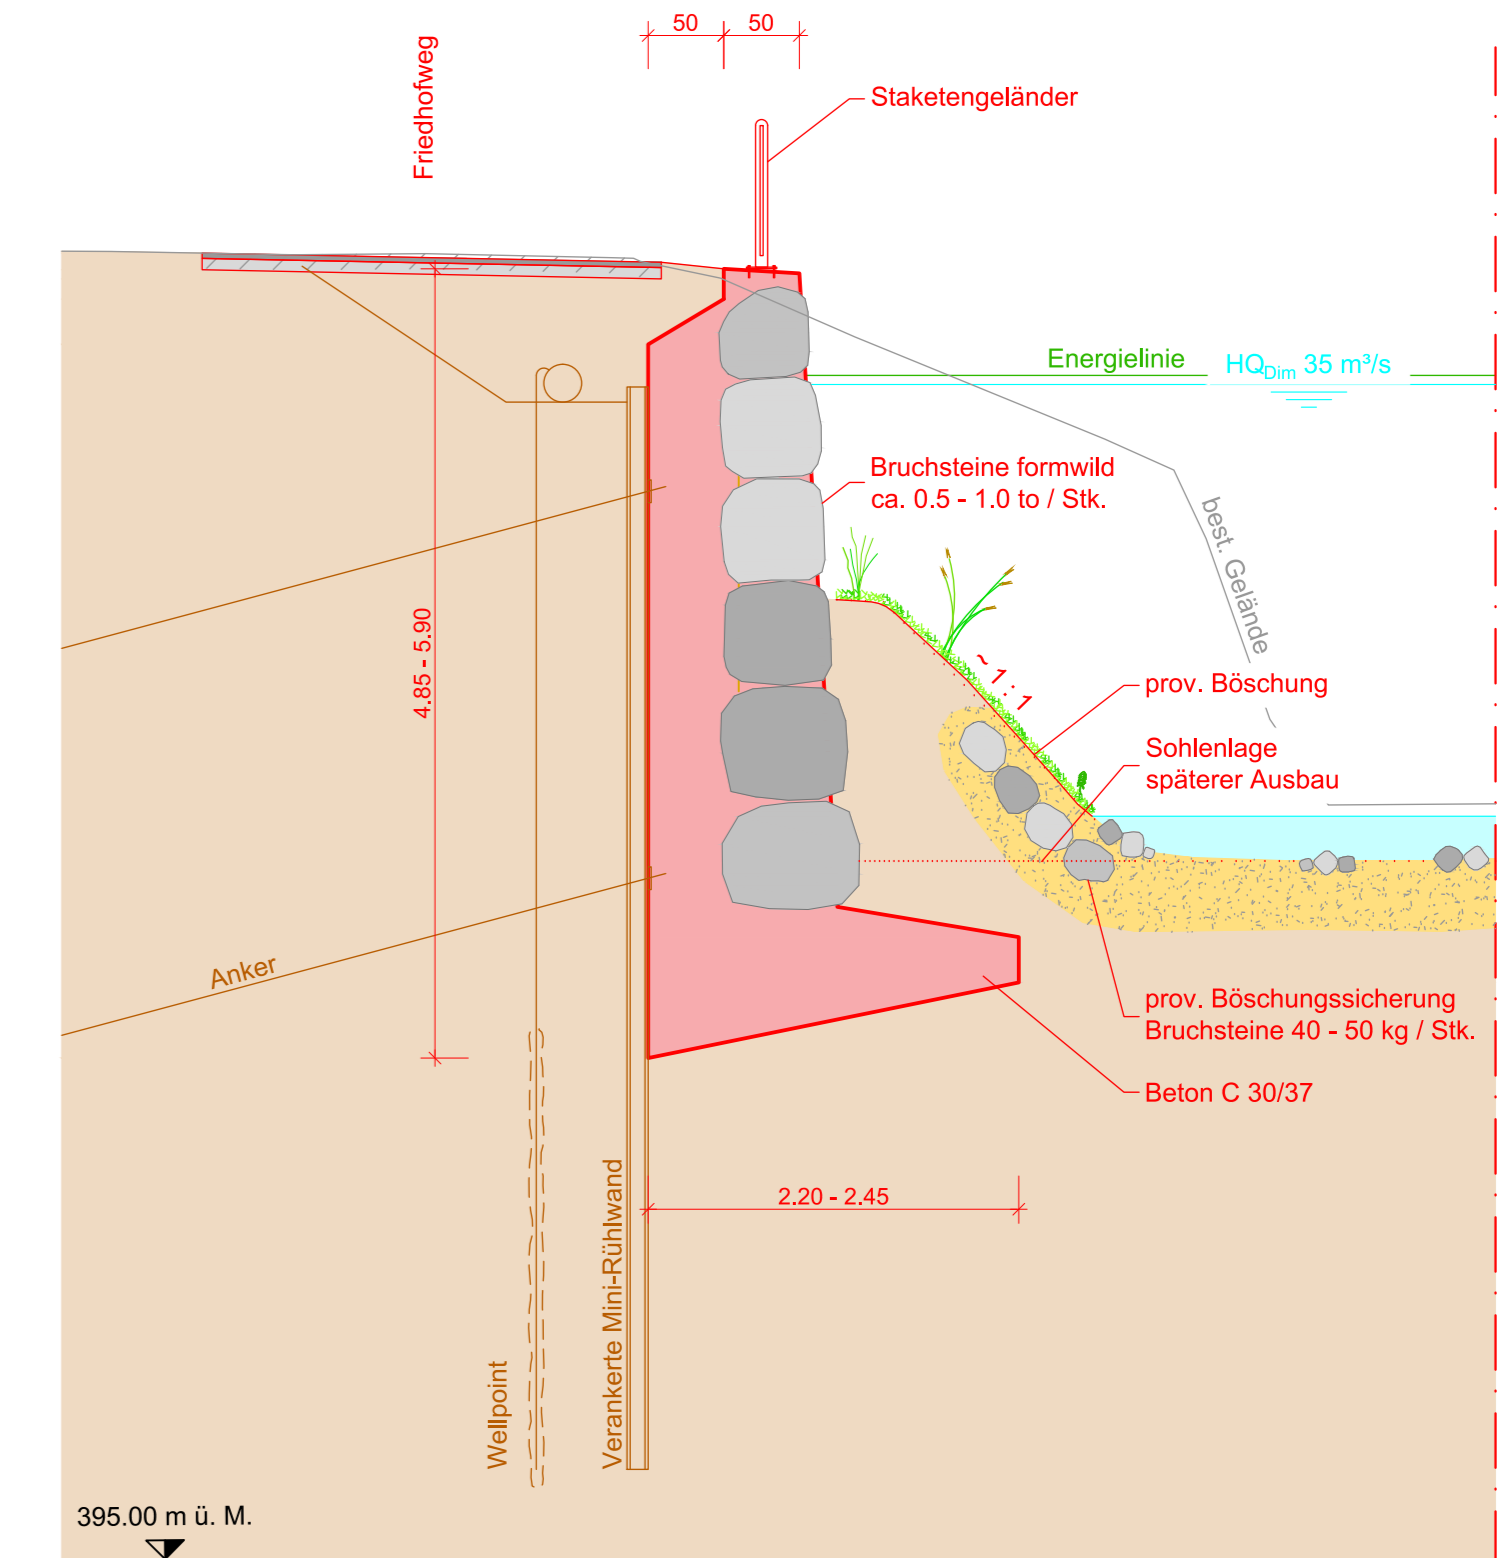 50
50
Friedhofweg
Staketengeländer
Energielinie
HQDim 35 m³/s
Bruchsteine formwild
ca. 0.5 - 1.0 to / Stk.
best. Gelände
4.85 - 5.90
~ 1 : 1
prov. Böschung
Sohlenlage
späterer Ausbau
Anker
prov. Böschungssicherung
Bruchsteine 40 - 50 kg / Stk.
Beton C 30/37
2.20 - 2.45
Wellpoint
Verankerte Mini-Rühlwand
395.00 m ü. M.